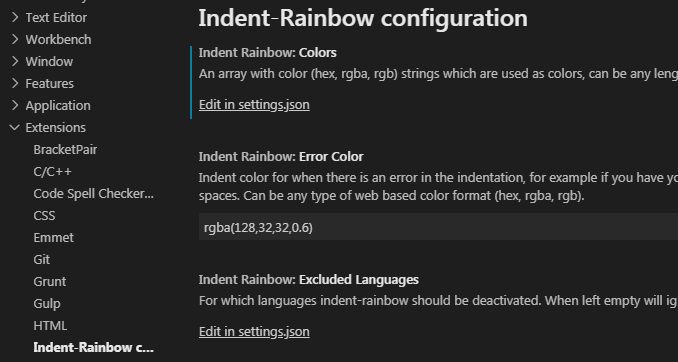 Text Editor
Workbench
Window
Features
Application
Extensions
BracketPair
C/C++
Code Spell Checker...
CSS
Emmet
Git
Grunt
Gulp
HTML
Indent-Rainbow c...
Indent-Rainbow configuration
Indent Rainbow: Colors
An array with color (hex, rgba, rgb) strings which are used as colors, can be any leng
Edit in settings.json
Indent Rainbow: Error Color
Indent color for when there is an error in the indentation, for example if you have yo
spaces. Can be any type of web based color format (hex, rgba, rgb).
rgba(128,32,32,0.6)
Indent Rainbow: Excluded Languages
For which languages indent-rainbow should be deactivated. When left empty will ig
Edit in settings.json